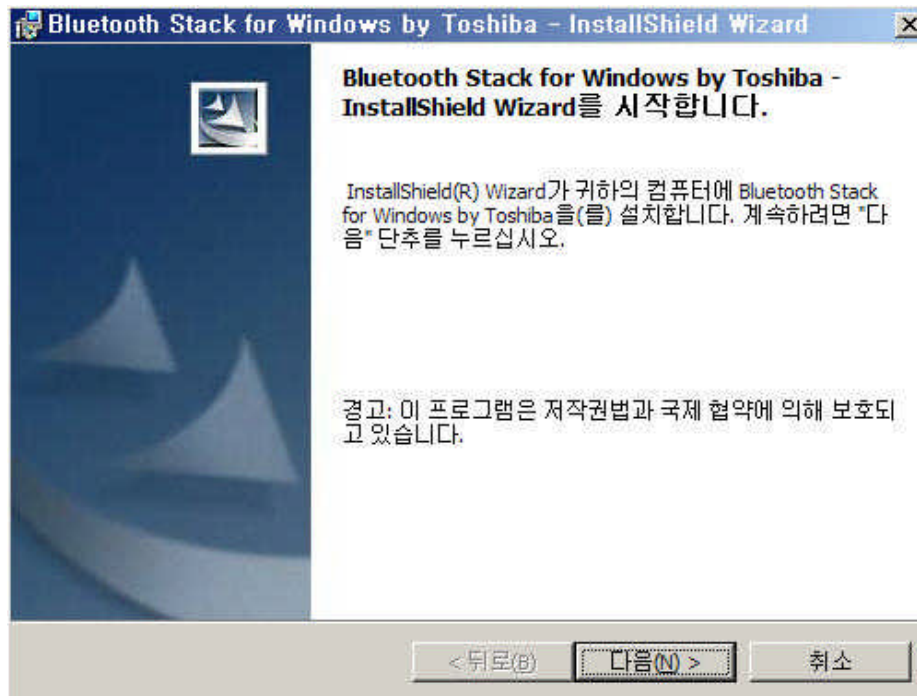 Bluetooth Stack for Windows by Toshiba - InstallShield Wizard
Bluetooth Stack for Windows by Toshiba -
InstallShield Wizard를 시작합니다.
InstallShield(R) Wizard가 귀하의 컴퓨터에 Bluetooth Stack
for Windows by Toshiba을(를) 설치합니다. 계속하려면 "다
음" 단추를 누르십시오.
경고: 이 프로그램은 저작권법과 국제 협약에 의해 보호되
고 있습니다.
< 뒤로(B) 다음(N) > 취소